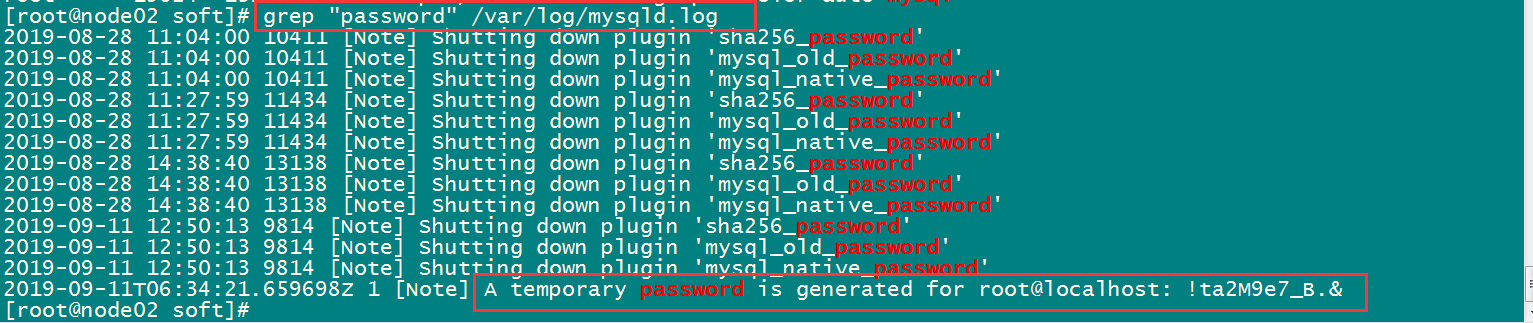 [root@node02 soft]# grep "password" /var/log/mysqld.log
2019-08-28 11:04:00 10411 [Note] Shutting down plugin 'sha256_password'
2019-08-28 11:04:00 10411 [Note] Shutting down plugin 'mysql_old_password'
2019-08-28 11:04:00 10411 [Note] Shutting down plugin 'mysql_native_password'
2019-08-28 11:27:59 11434 [Note] Shutting down plugin 'sha256_password'
2019-08-28 11:27:59 11434 [Note] Shutting down plugin 'mysql_old_password'
2019-08-28 11:27:59 11434 [Note] Shutting down plugin 'mysql_native_password'
2019-08-28 14:38:40 13138 [Note] Shutting down plugin 'sha256_password'
2019-08-28 14:38:40 13138 [Note] Shutting down plugin 'mysql_old_password'
2019-08-28 14:38:40 13138 [Note] Shutting down plugin 'mysql_native_password'
2019-09-11 12:50:13 9814 [Note] Shutting down plugin 'sha256_password'
2019-09-11 12:50:13 9814 [Note] Shutting down plugin 'mysql_old_password'
2019-09-11 12:50:13 9814 [Note] Shutting down plugin 'mysql_native_password'
2019-09-11T06:34:21.659698Z 1 [Note] A temporary password is generated for root@localhost: !ta2M9e7_B.&
[root@node02 soft]#